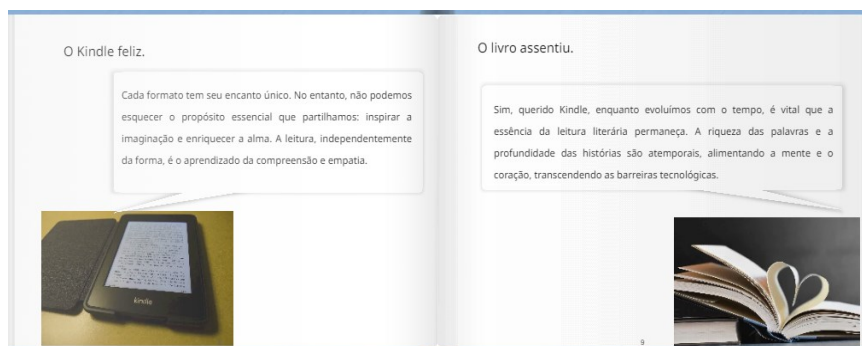 O Kindle feliz.
Cada formato tem seu encanto único. No entanto, não podemos
esquecer o propósito essencial que partilhamos: inspirar a
imaginação e enriquecer a alma. A leitura, independentemente
da forma, é o aprendizado da compreensão e empatia.
kindle
O livro assentiu.
Sim, querido Kindle, enquanto evoluímos com o tempo, é vital que a
essência da leitura literária permaneça. A riqueza das palavras e a
profundidade das histórias são atemporais, alimentando a mente e o
coração, transcendendo as barreiras tecnológicas.
9